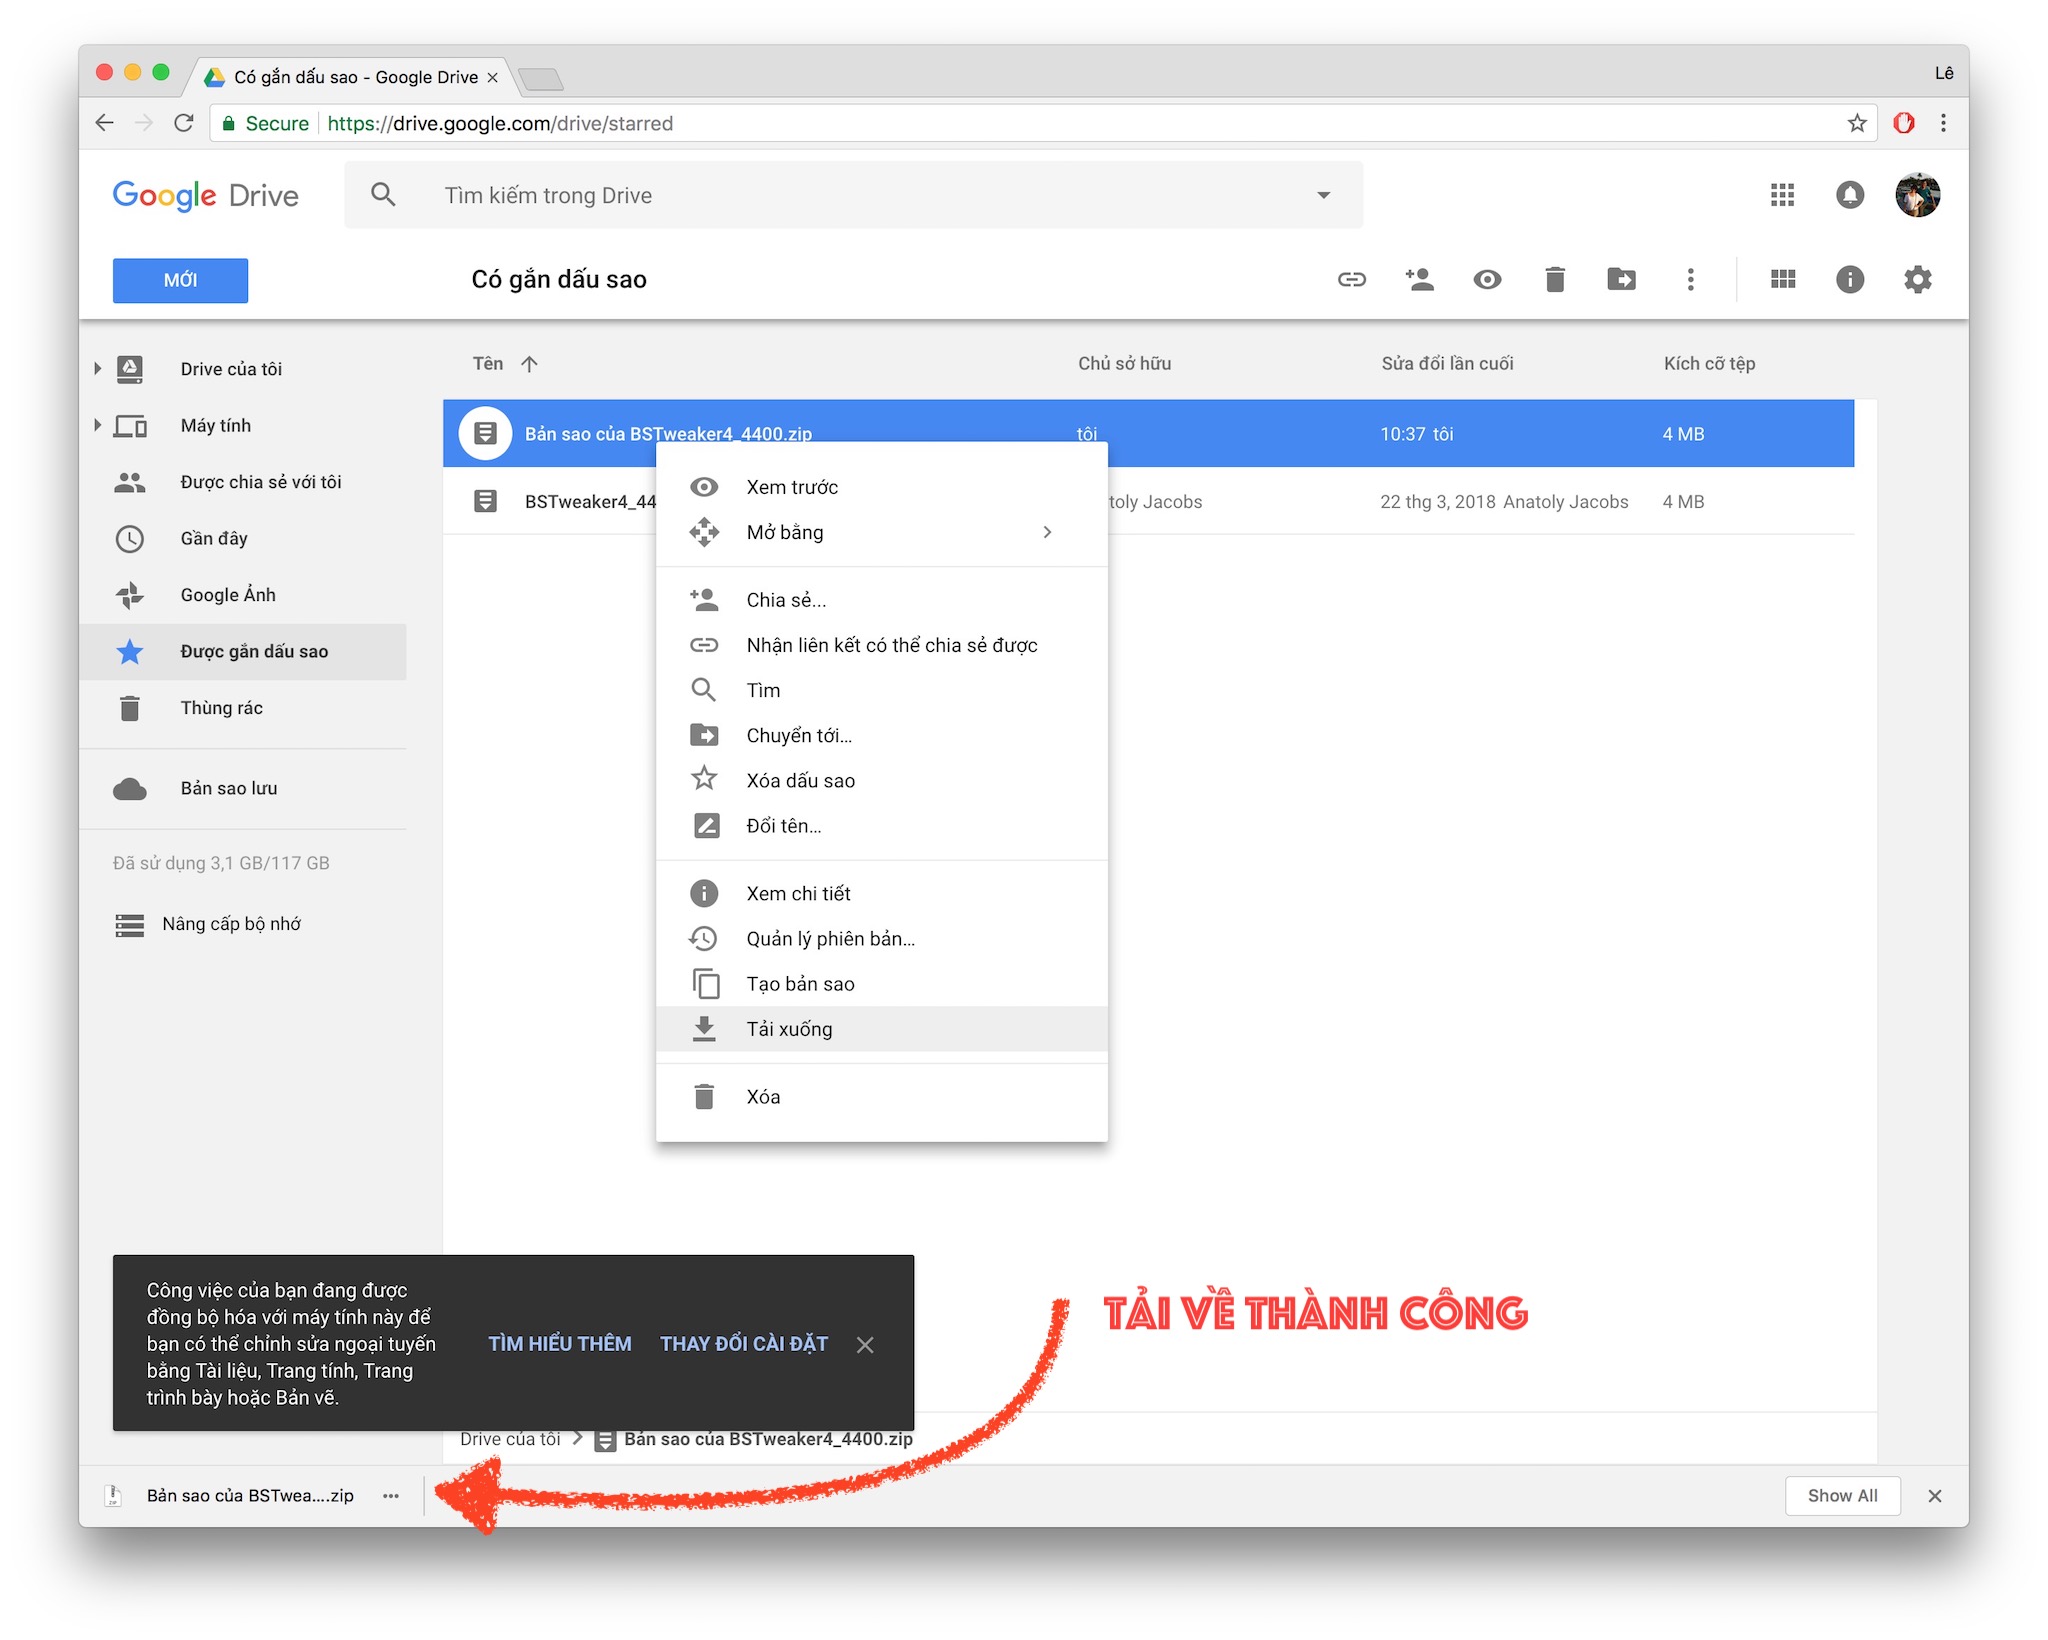 Có gắn dấu sao - Google Drive
Lê
Secure https://drive.google.com/drive/starred
Google Drive
Tìm kiếm trong Drive
MỚI
Có gắn dấu sao
Drive của tôi
Máy tính
Được chia sẻ với tôi
Gần đây
Google Ảnh
Được gắn dấu sao
Thùng rác
Bản sao lưu
Đã sử dụng 3,1 GB/117 GB
Nâng cấp bộ nhớ
Tên Chủ sở hữu Sửa đổi lần cuối Kích cỡ tệp
Bản sao của BSTweaker4_4400.zip tôi 10:37 tôi 4 MB
BSTweaker4_44 toly Jacobs 22 thg 3, 2018 Anatoly Jacobs 4 MB
Xem trước
Mở bằng
Chia sẻ...
Nhận liên kết có thể chia sẻ được
Tìm
Chuyển tới...
Xóa dấu sao
Đổi tên...
Xem chi tiết
Quản lý phiên bản...
Tạo bản sao
Tải xuống
Xóa
Công việc của bạn đang được
đồng bộ hóa với máy tính này để
bạn có thể chỉnh sửa ngoại tuyến
bằng Tài liệu, Trang tính, Trang
trình bày hoặc Bản vẽ.
TÌM HIỂU THÊM THAY ĐỔI CÀI ĐẶT
TẢI VỀ THÀNH CÔNG
Drive của tôi Bản sao của BSTweaker4_4400.zip
ZIP
Bản sao của BSTwea....zip
Show All